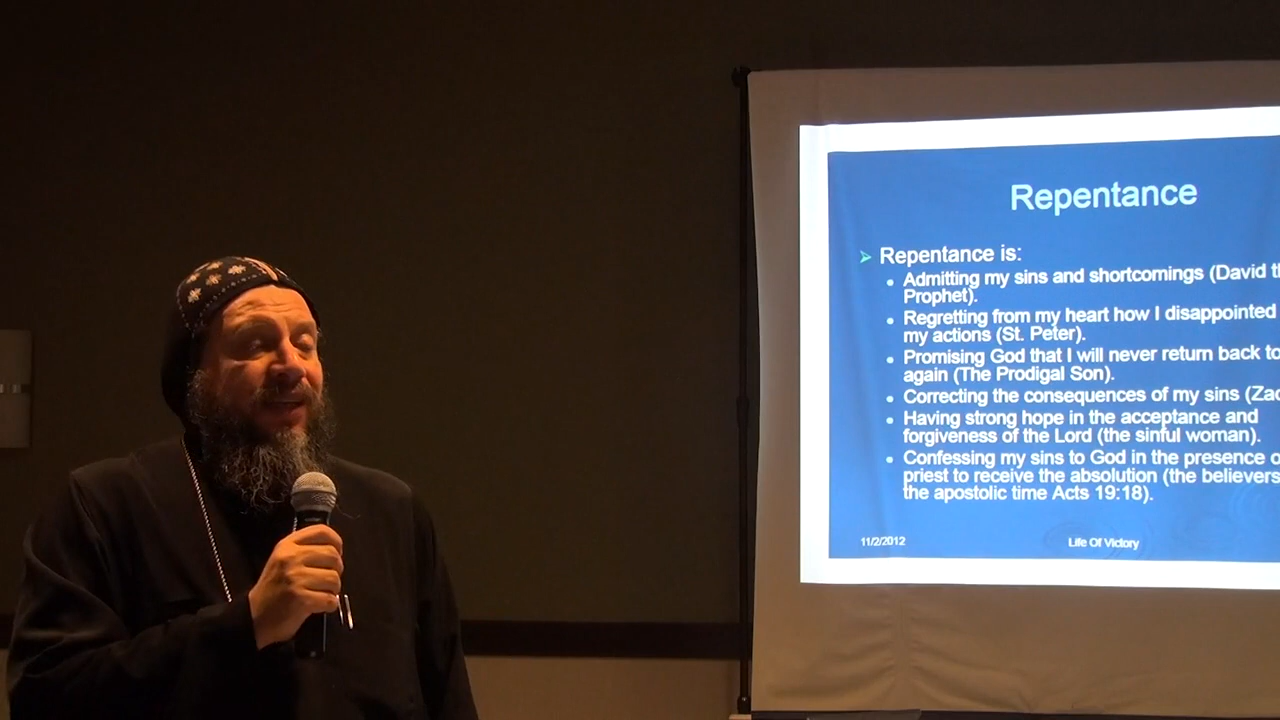 Repentance
Repentance is:
Admitting my sins and shortcomings (David
Prophet).
Regretting from my heart how I disappointed
my actions (St. Peter).
Promising God that I will never return back to
again (The Prodigal Son).
Correcting the consequences of my sins
Having strong hope in the acceptance and
forgiveness of the Lord (the sinful woman).
Confessing my sins to God in the presence
priest to receive the absolution (the believers
the apostolic time Acts 19:18).
11/2/2012
Life Of Victory